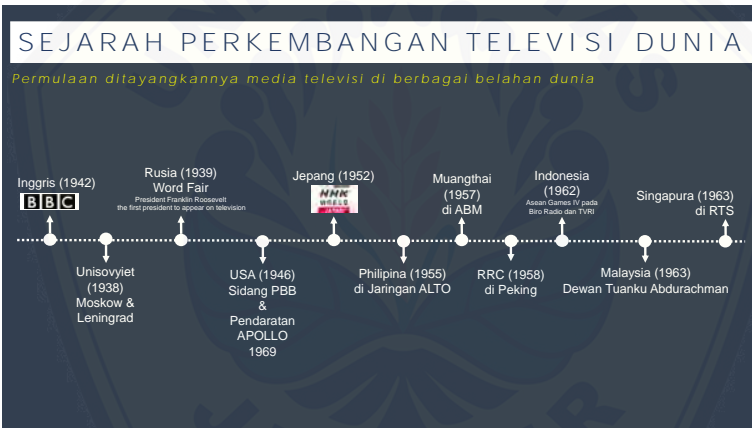 SEJARAH PERKEMBANGAN TELEVISI DUNIA
Permulaan ditayangkannya media televisi di berbagai belahan dunia
Inggris (1942)
BBC
Unisovyiet
(1938)
Moskow &
Leningrad
Rusia (1939)
Word Fair
President Franklin Roosevelt
the first president to appear on television
USA (1946)
Sidang PBB
&
Pendaratan
APOLLO
1969
Jepang (1952)
NHK
WORLD
JAPAN
Philipina (1955)
di Jaringan ALTO
Muangthai
(1957)
di ABM
RRC (1958)
di Peking
Indonesia
(1962)
Asean Games IV pada
Biro Radio dan TVRI
Malaysia (1963)
Dewan Tuanku Abdurachman
Singapura (1963)
di RTS